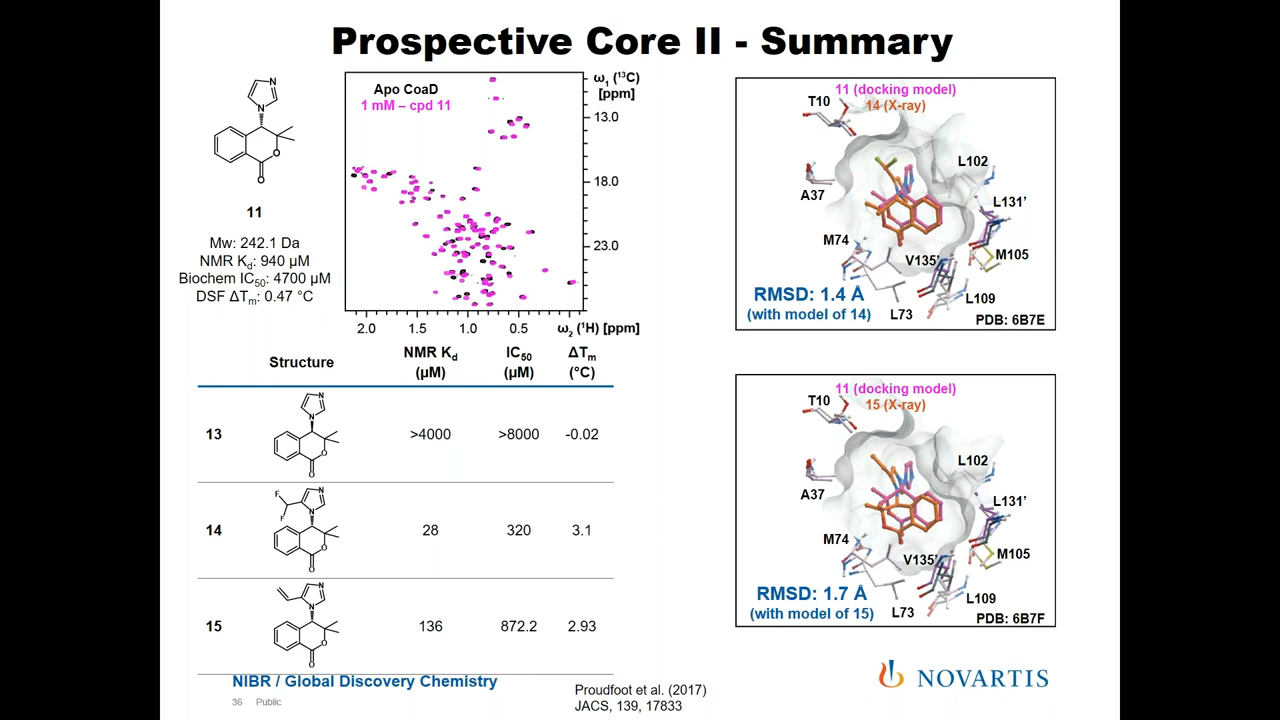 Prospective Core II - Summary
N
N
O
O
11
Mw: 242.1 Da
NMR Kd: 940 µM
Biochem IC50: 4700 µM
DSF ΔTm: 0.47 °C
Apo CoaD
1 mM – cpd 11
ω1 (13C)
[ppm]
13.0
18.0
23.0
2.0 1.5 1.0 0.5 ω2 (1H) [ppm]
11 (docking model)
14 (X-ray)
T10
L102
A37
L131'
M74
V135'
M105
RMSD: 1.4 Å
(with model of 14)
L109
L73
PDB: 6B7E
Structure NMR Kd IC50 ΔTm
(µM) (µM) (°C)
N
N
13 >4000 >8000 -0.02
O
O
F
N
F
N
14 28 320 3.1
O
O
N
N
15 136 872.2 2.93
O
O
11 (docking model)
15 (X-ray)
T10
L102
A37
L131'
M74
V135'
M105
RMSD: 1.7 Å
(with model of 15)
L109
L73
PDB: 6B7F
NIBR / Global Discovery Chemistry
36 Public
Proudfoot et al. (2017)
JACS, 139, 17833
NOVARTIS